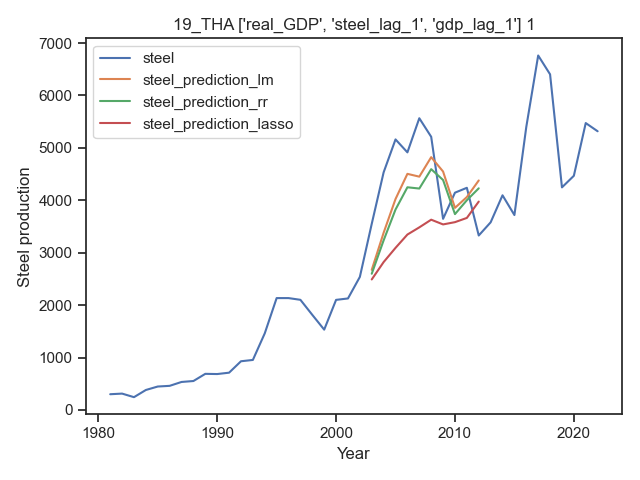 19_THA ['real_GDP', 'steel_lag_1', 'gdp_lag_1'] 1
steel
steel_prediction_lm
steel_prediction_rr
steel_prediction_lasso
7000
6000
5000
4000
3000
2000
1000
0
Steel production
1980
1990
2000
2010
2020
Year